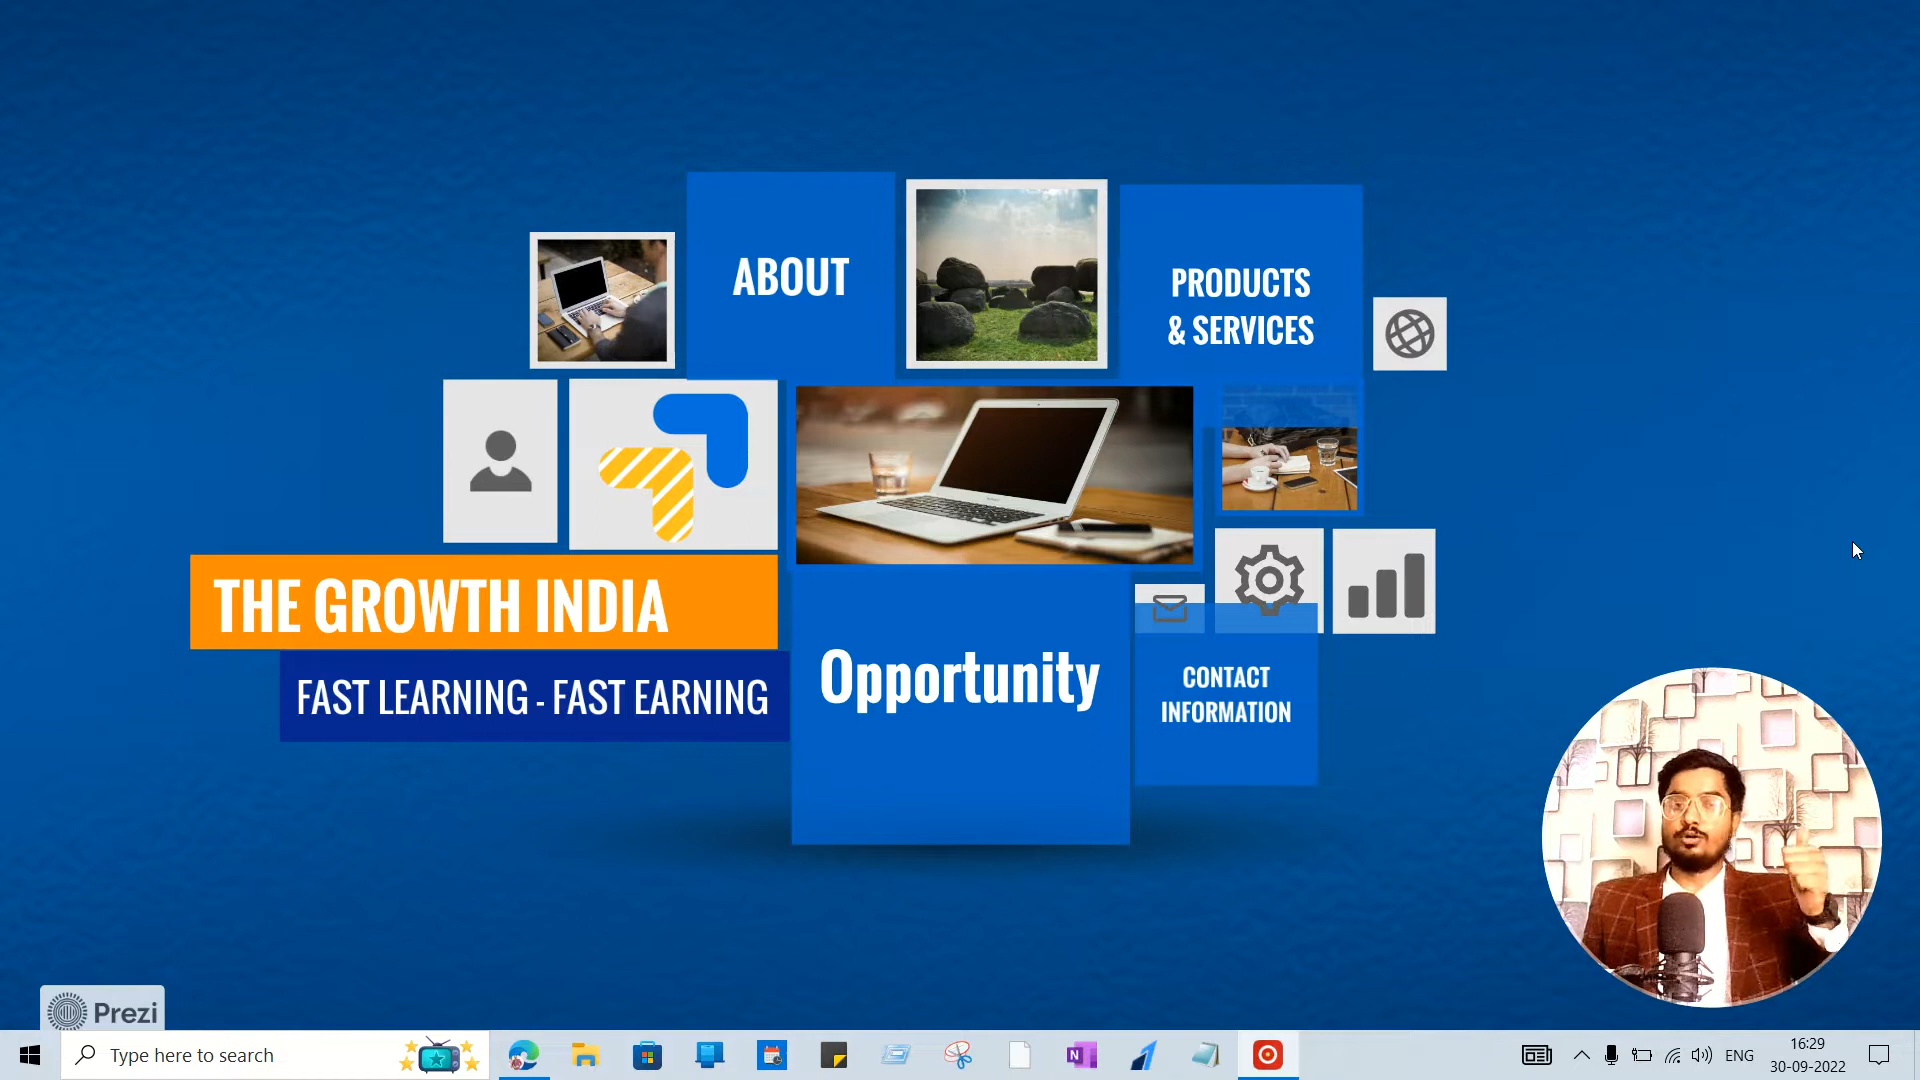 ABOUT
PRODUCTS
& SERVICES
THE GROWTH INDIA
FAST LEARNING - FAST EARNING
Opportunity
CONTACT
INFORMATION
Prezi
Type here to search
N
ENG
16:29
30-09-2022